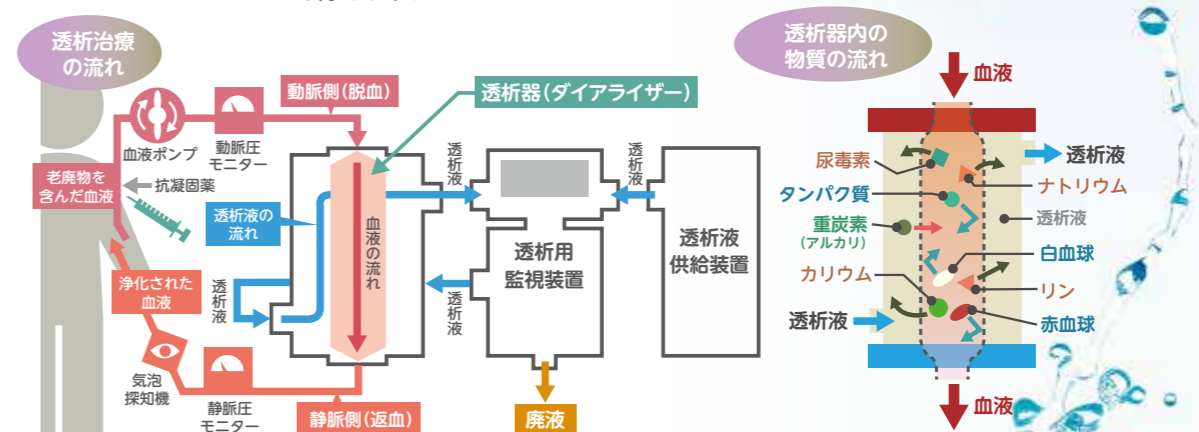 透析治療
の流れ
血液ポンプ
動脈圧
モニター
動脈側(脱血)
透析器(ダイアライザー)
老廃物を
含んだ血液
抗凝固薬
透析液の
流れ
血液の流れ
透析液
透析液
透析液
透析液
透析用
監視装置
透析液
供給装置
浄化された
血液
気泡
探知機
静脈圧
モニター
静脈側(返血)
廃液
透析器内の
物質の流れ
血液
尿毒素
透析液
ナトリウム
タンパク質
透析液
重炭素
(アルカリ)
白血球
カリウム
リン
透析液
赤血球
血液